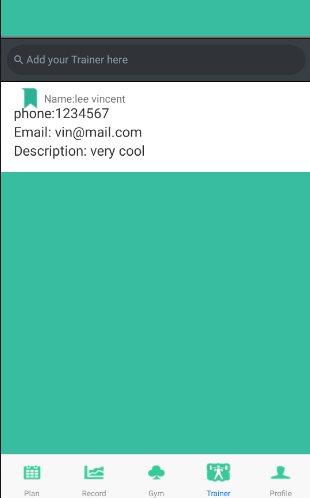 Add your Trainer here
Name:lee vincent
phone:1234567
Email: vin@mail.com
Description: very cool
Plan Record Gym Trainer Profile